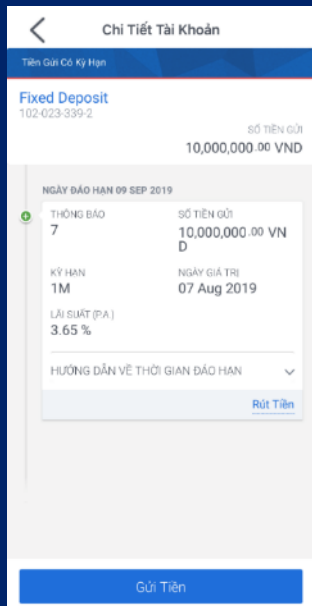 Chi Tiết Tài Khoản
Tiền Gửi Có Kỳ Hạn
Fixed Deposit
102-023-339-2
SỐ TIỀN GỬI
10,000,000.00 VND
NGÀY ĐÁO HẠN 09 SEP 2019
THÔNG BÁO
7
SỐ TIỀN GỬI
10,000,000.00 VN
D
KỲ HẠN
1M
NGÀY GIÁ TRỊ
07 Aug 2019
LÃI SUẤT (P.A.)
3.65 %
HƯỚNG DẪN VỀ THỜI GIAN ĐÁO HẠN
Rút Tiền
Gửi Tiền